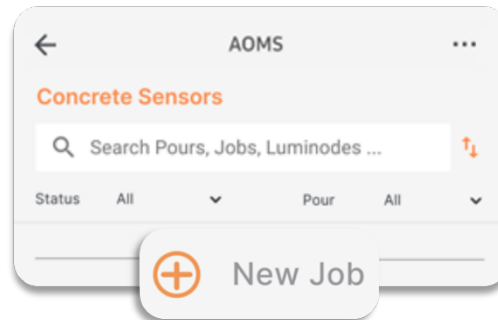 AOMS
Concrete Sensors
Search Pours, Jobs, Luminodes ...
Status All Pour All
New Job